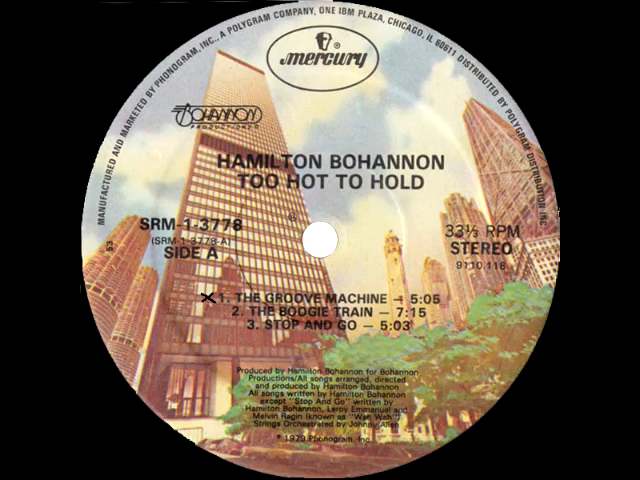 MANUFACTURED AND MARKETED BY PHONOGRAM, INC., A POLYGRAM COMPANY, ONE IBM PLAZA, CHICAGO, IL 60611 DISTRIBUTED BY POLYGRAM DISTRIBUTION INC.
mercury ®
BOHANNON
PRODUCTIONS
HAMILTON BOHANNON
TOO HOT TO HOLD
SRM-1-3778
(SRM-1-3778-A)
SIDE A
53
℗
33⅓ RPM
STEREO
9110.118
1. THE GROOVE MACHINE — 5:05
2. THE BOOGIE TRAIN — 7:15
3. STOP AND GO — 5:03
Produced by Hamilton Bohannon for Bohannon
Productions/All songs arranged, directed
and produced by Hamilton Bohannon
All songs written by Hamilton Bohannon
except "Stop And Go" written by
Hamilton Bohannon, Leroy Emmanuel and
Melvin Ragin (known as "Wah Wah")
Strings Orchestrated by Johnny Allen
℗ 1979 Phonogram, Inc.